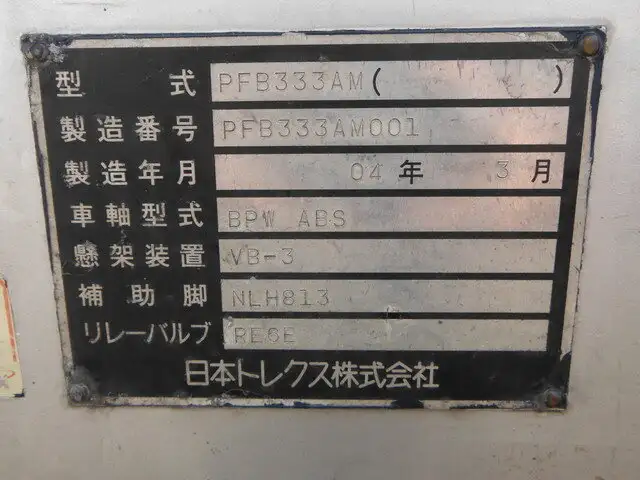 型式 PFB333AM( )
製造番号 PFB333AM001
製造年月 04年 3月
車軸型式 BPW ABS
懸架装置 VB-3
補助脚 NLH813
リレーバルブ RE6E
日本トレクス株式会社